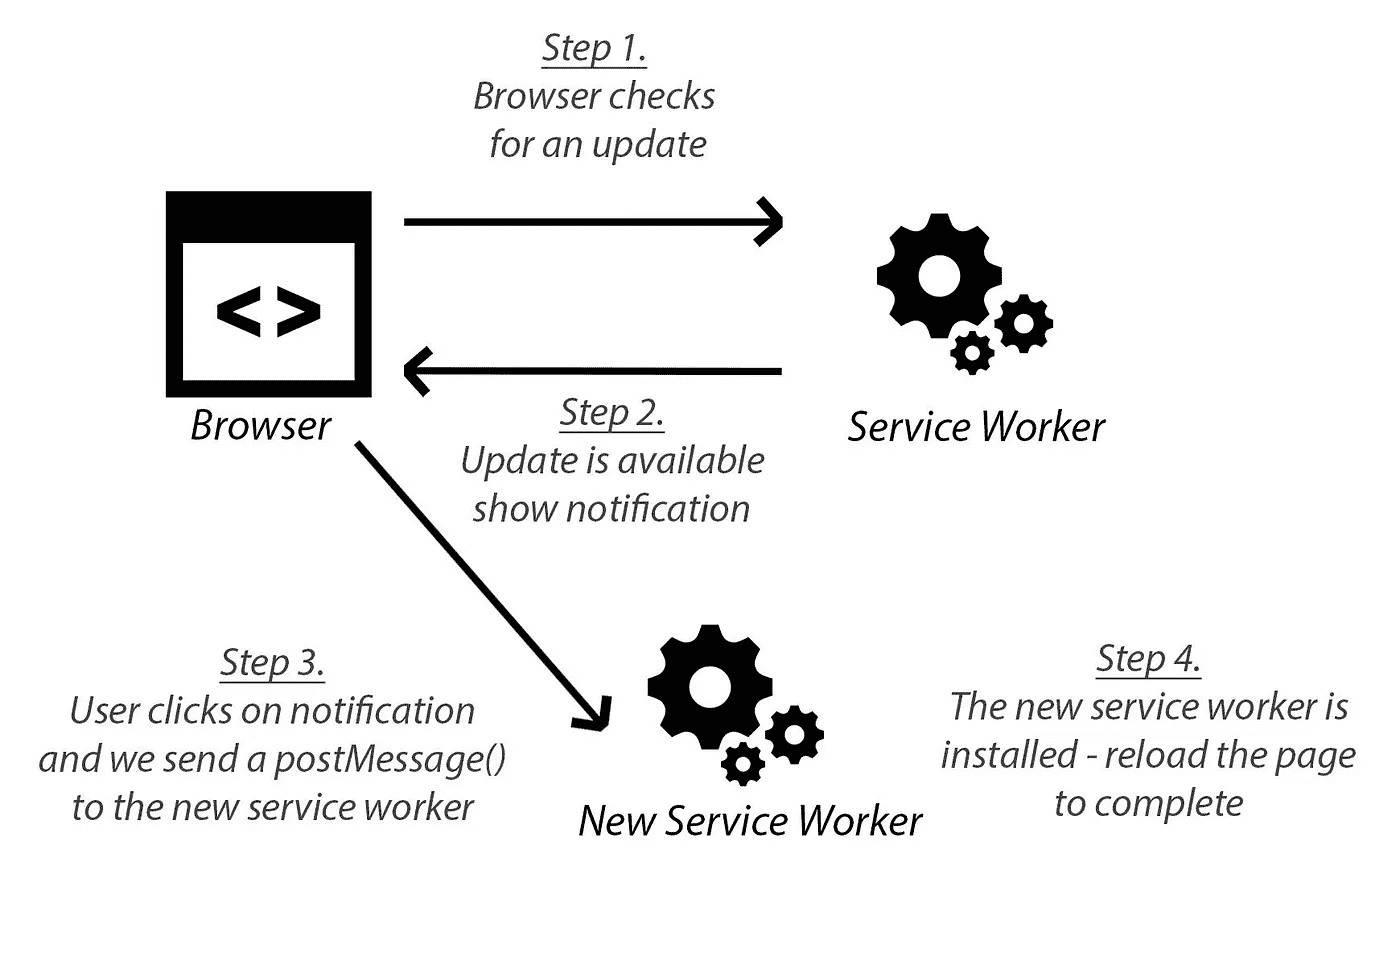 Step 1.
Browser checks
for an update
< >
Browser
Service Worker
Step 2.
Update is available
show notification
Step 3.
User clicks on notification
and we send a postMessage()
to the new service worker
New Service Worker
Step 4.
The new service worker is
installed - reload the page
to complete